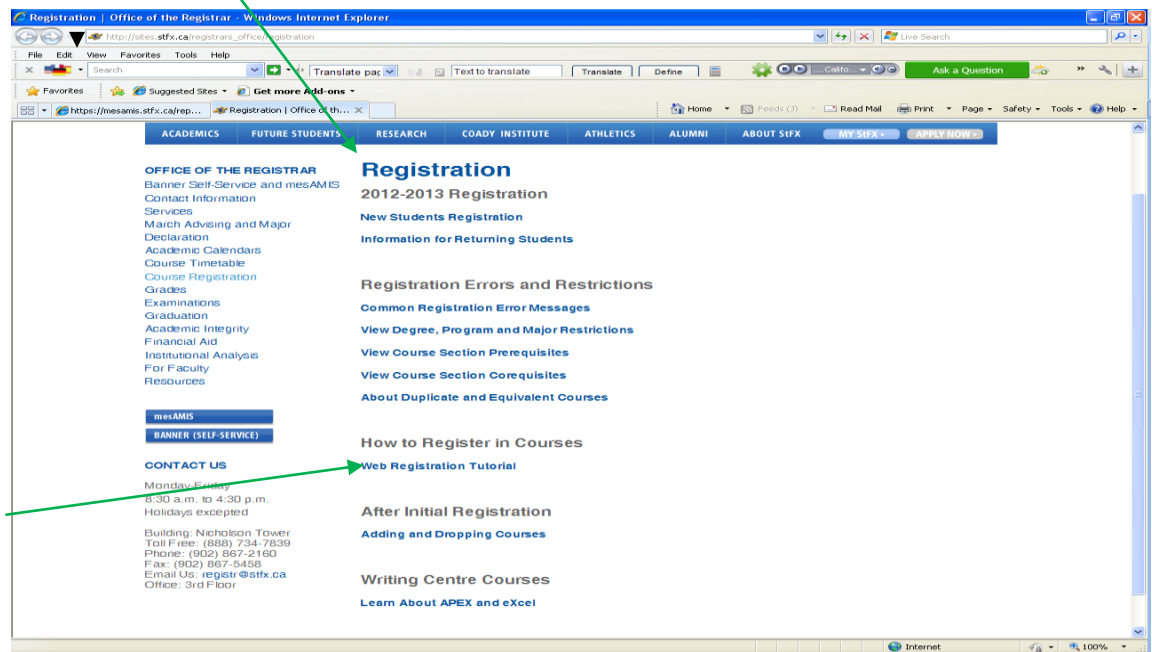 Registration | Office of the Registrar - Windows Internet Explorer
http://sites.stfx.ca/registrars_office/registration
Live Search
File Edit View Favorites Tools Help
Search Translate pag Text to translate Translate Define Califo... Ask a Question
Favorites Suggested Sites Get more Add-ons
https://mesamis.stfx.ca/rep... Registration | Office of th... Home Feeds (J) Read Mail Print Page Safety Tools Help
ACADEMICS FUTURE STUDENTS RESEARCH COADY INSTITUTE ATHLETICS ALUMNI ABOUT StFX MY StFX APPLY NOW
OFFICE OF THE REGISTRAR
Banner Self-Service and mesAMIS
Contact Information
Services
March Advising and Major
Declaration
Academic Calendars
Course Timetable
Course Registration
Grades
Examinations
Graduation
Academic Integrity
Financial Aid
Institutional Analysis
For Faculty
Resources
mesAMIS
BANNER (SELF-SERVICE)
CONTACT US
Monday-Friday
8:30 a.m. to 4:30 p.m.
Holidays excepted
Building: Nicholson Tower
Toll Free: (888) 734-7839
Phone: (902) 867-2160
Fax: (902) 867-5458
Email Us: registr@stfx.ca
Office: 3rd Floor
Registration
2012-2013 Registration
New Students Registration
Information for Returning Students
Registration Errors and Restrictions
Common Registration Error Messages
View Degree, Program and Major Restrictions
View Course Section Prerequisites
View Course Section Corequisites
About Duplicate and Equivalent Courses
How to Register in Courses
Web Registration Tutorial
After Initial Registration
Adding and Dropping Courses
Writing Centre Courses
Learn About APEX and eXcel
Internet 100%